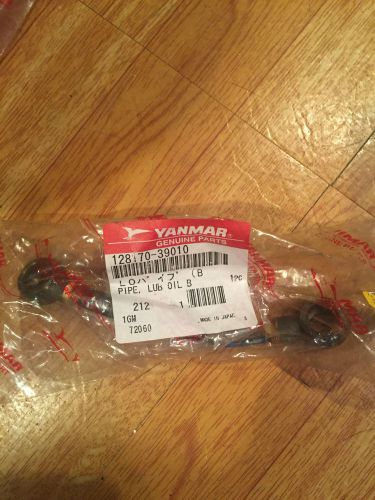 YANMAR
GENUINE PARTS
128170-39010
LOパイプ (B
PIPE, LUB OIL B 1PC
212 1
1GM MADE IN JAPAN
72060